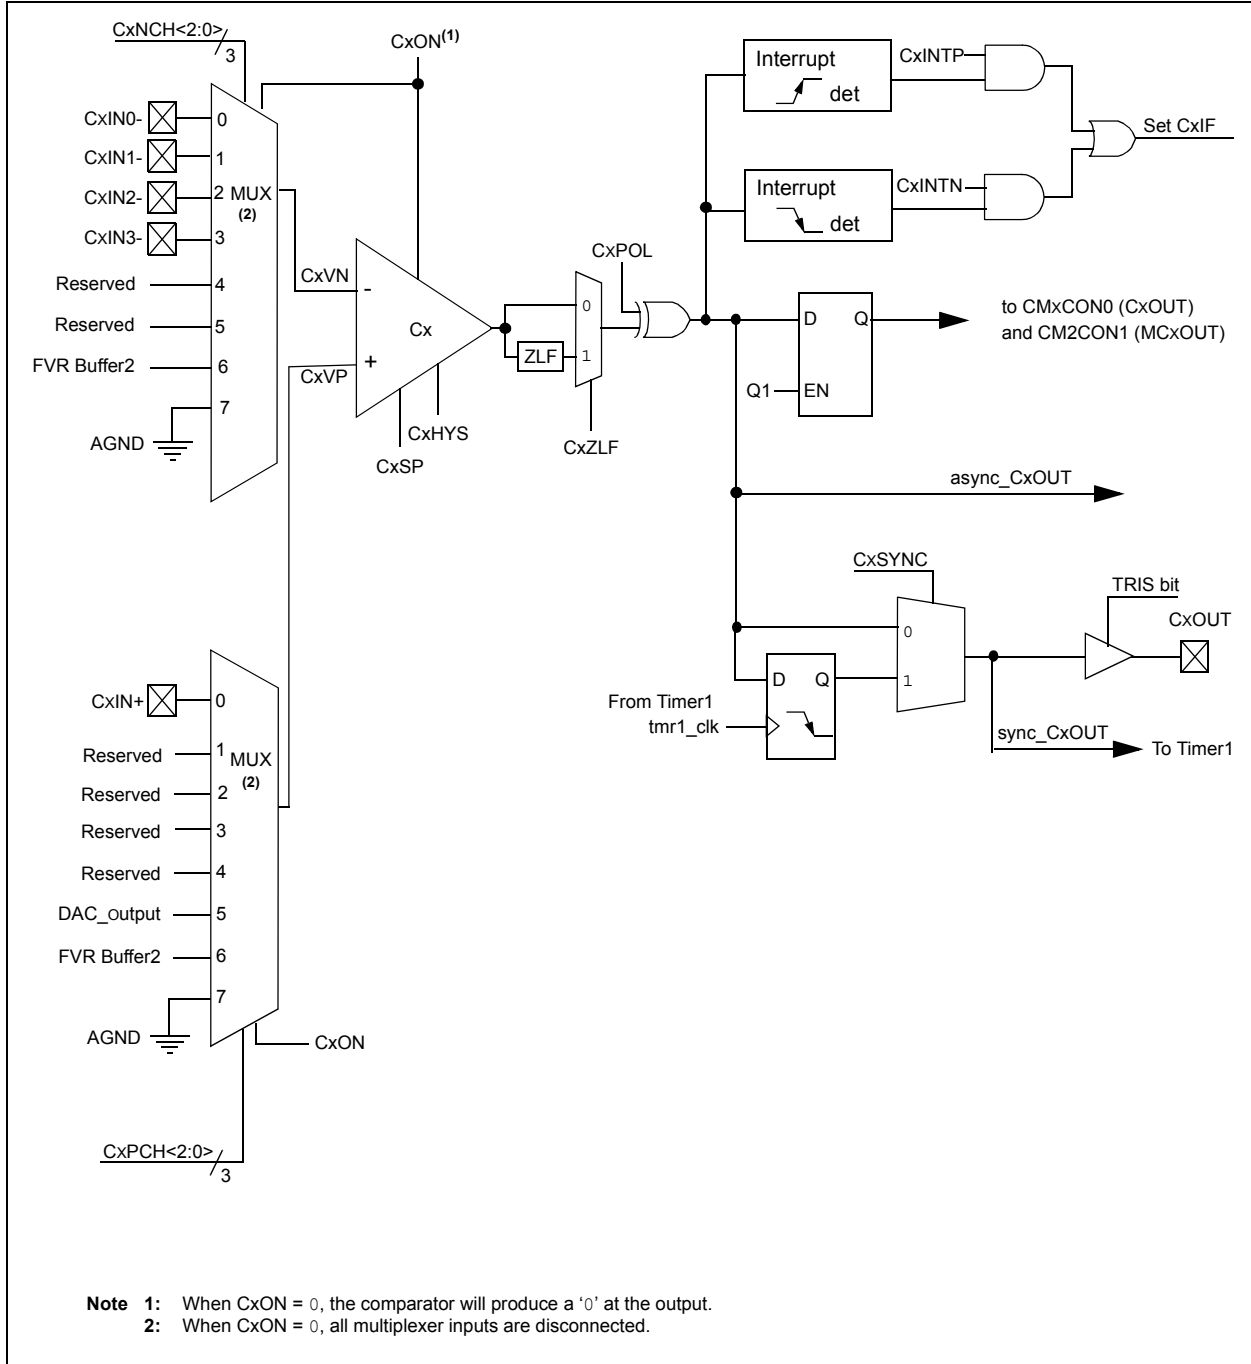 CxNCH<2:0>
3
CxON(1)
CxIN0-
0
CxIN1-
1
CxIN2-
2
MUX
(2)
CxIN3-
3
Reserved
4
Reserved
5
FVR Buffer2
6
7
AGND
CxVN
-
Cx
+
CxVP
CxHYS
CxSP
ZLF
0
1
CxZLF
CxPOL
Interrupt
det
CxINTP
Interrupt
det
CxINTN
Set CxIF
D
Q
Q1
EN
to CMxCON0 (CxOUT)
and CM2CON1 (MCxOUT)
async_CxOUT
CxSYNC
0
1
D
Q
From Timer1
tmr1_clk
TRIS bit
CxOUT
sync_CxOUT
To Timer1
CxIN+
0
Reserved
1
MUX
(2)
Reserved
2
Reserved
3
Reserved
4
DAC_output
5
FVR Buffer2
6
7
AGND
CxON
CxPCH<2:0>
3
Note 1: When CxON = 0, the comparator will produce a ‘0’ at the output.
2: When CxON = 0, all multiplexer inputs are disconnected.